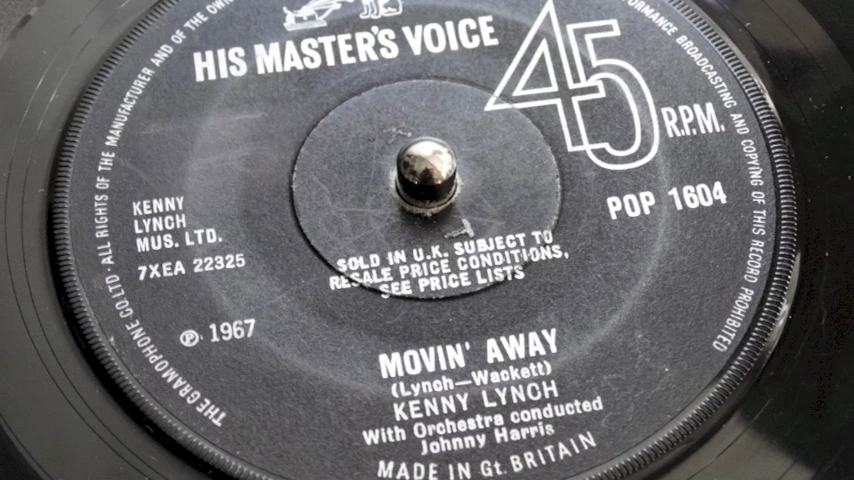 HIS MASTER'S VOICE
45
R.P.M.
POP 1604
KENNY
LYNCH
MUS. LTD.
7XEA 22325
SOLD IN U.K. SUBJECT TO
RESALE PRICE CONDITIONS,
SEE PRICE LISTS
Ⓟ 1967
MOVIN' AWAY
(Lynch—Wackett)
KENNY LYNCH
With Orchestra conducted
Johnny Harris
MADE IN Gt. BRITAIN
THE GRAMOPHONE CO LTD · ALL RIGHTS OF THE MANUFACTURER AND OF THE
BROADCASTING AND COPYING OF THIS RECORD PROHIBITED